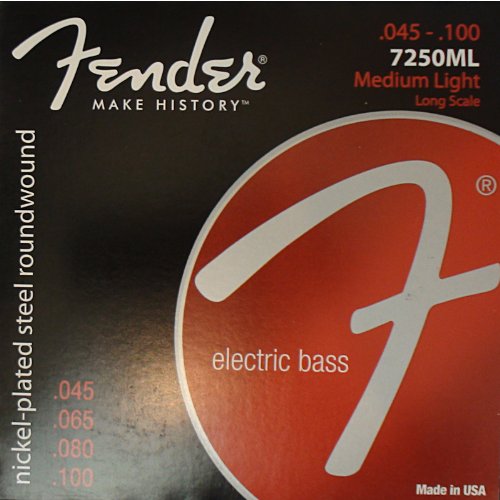 Fender®
MAKE HISTORY™
.045 - .100
7250ML
Medium Light
Long Scale
nickel-plated steel roundwound
F®
electric bass
.045
.065
.080
.100
Made in USA